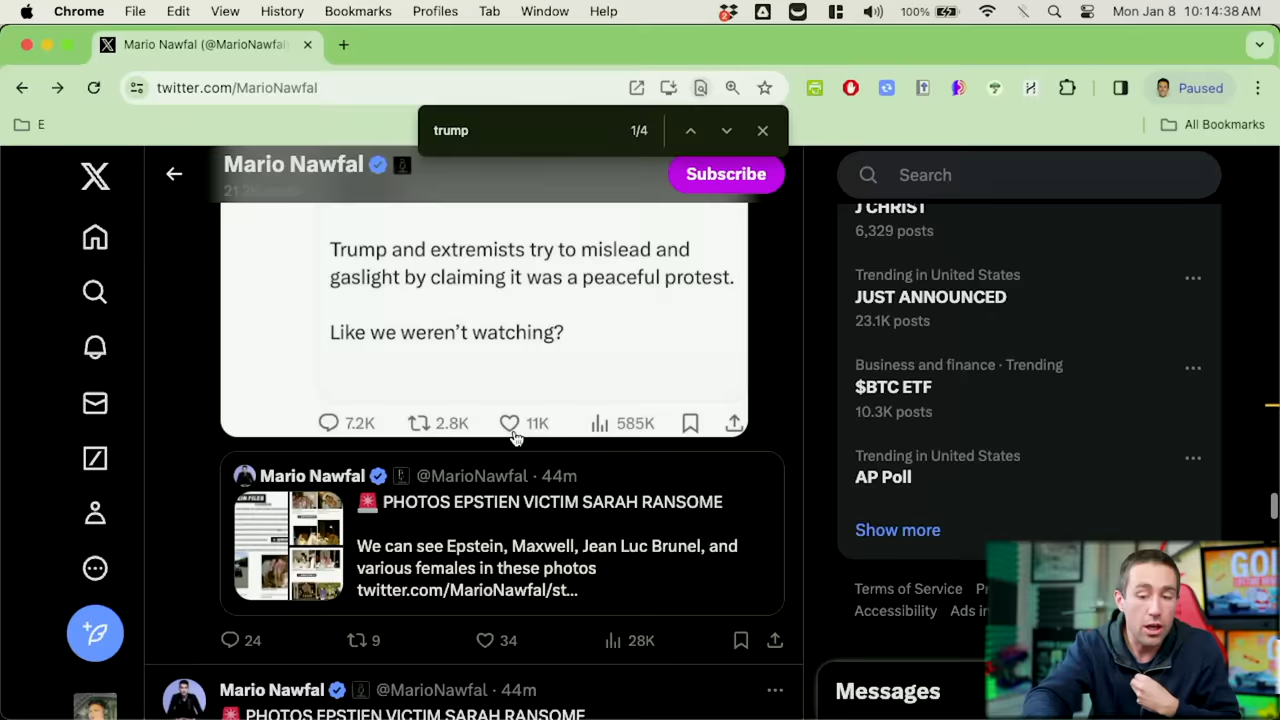 Chrome File Edit View History Bookmarks Profiles Tab Window Help 2 100% Mon Jan 8 10:14:38 AM
X Mario Nawfal (@MarioNawfal × +
twitter.com/MarioNawfal Paused
E All Bookmarks
trump 1/4
Mario Nawfal
Subscribe
Search
Trump and extremists try to mislead and
gaslight by claiming it was a peaceful protest.
Like we weren't watching?
7.2K 2.8K 11K 585K
Mario Nawfal @MarioNawfal · 44m
🚨 PHOTOS EPSTIEN VICTIM SARAH RANSOME
We can see Epstein, Maxwell, Jean Luc Brunel, and
various females in these photos
twitter.com/MarioNawfal/st...
24 9 34 28K
Mario Nawfal @MarioNawfal · 44m
🚨 PHOTOS EPSTIEN VICTIM SARAH RANSOME
J CHRIST
6,329 posts
Trending in United States
JUST ANNOUNCED
23.1K posts
Business and finance · Trending
$BTC ETF
10.3K posts
Trending in United States
AP Poll
Show more
Terms of Service
Accessibility Ads
Messages